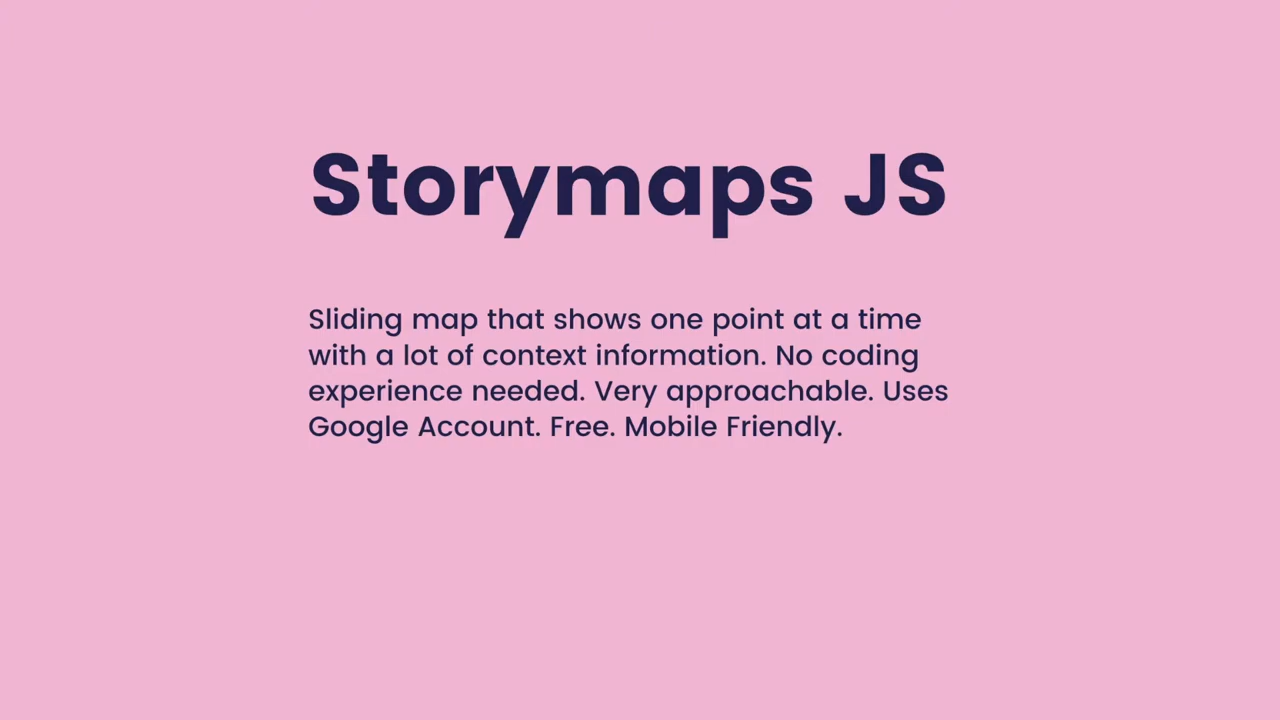 Storymaps JS
Sliding map that shows one point at a time
with a lot of context information. No coding
experience needed. Very approachable. Uses
Google Account. Free. Mobile Friendly.